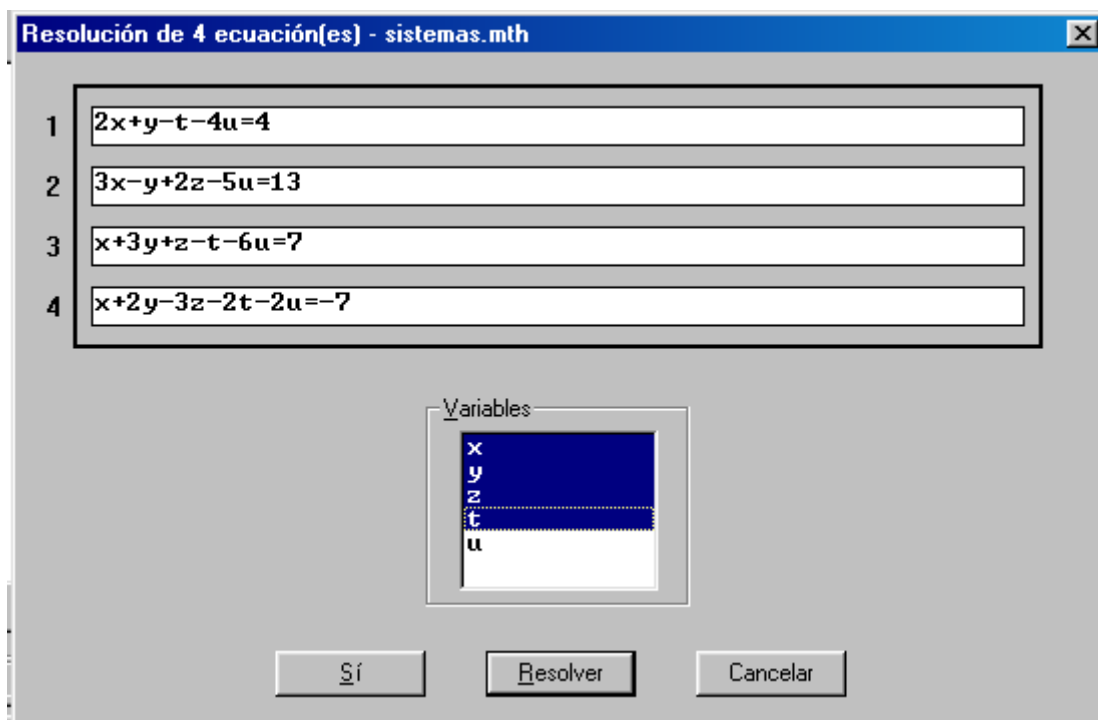 Resolución de 4 ecuación(es) - sistemas.mth
1 2x+y-t-4u=4
2 3x-y+2z-5u=13
3 x+3y+z-t-6u=7
4 x+2y-3z-2t-2u=-7
Variables
x
y
z
t
u
Sí Resolver Cancelar